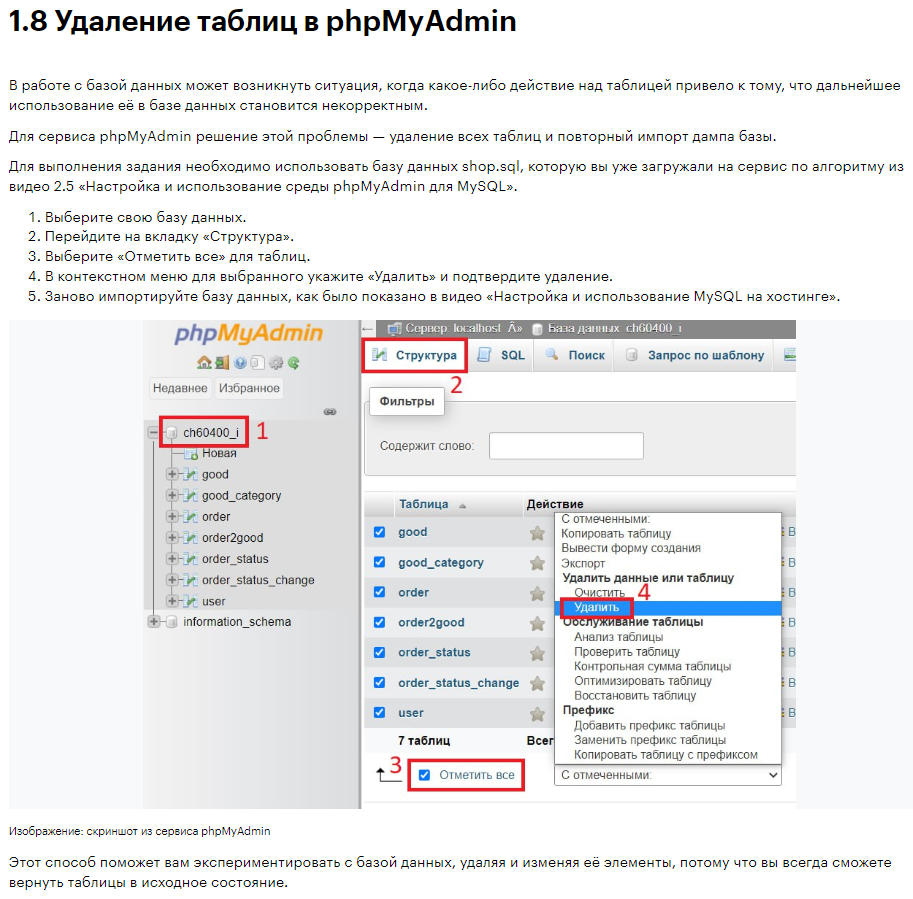 1.8 Удаление таблиц в phpMyAdmin
В работе с базой данных может возникнуть ситуация, когда какое-либо действие над таблицей привело к тому, что дальнейшее
использование её в базе данных становится некорректным.
Для сервиса phpMyAdmin решение этой проблемы — удаление всех таблиц и повторный импорт дампа базы.
Для выполнения задания необходимо использовать базу данных shop.sql, которую вы уже загружали на сервис по алгоритму из
видео 2.5 «Настройка и использование среды phpMyAdmin для MySQL».
1. Выберите свою базу данных.
2. Перейдите на вкладку «Структура».
3. Выберите «Отметить все» для таблиц.
4. В контекстном меню для выбранного укажите «Удалить» и подтвердите удаление.
5. Заново импортируйте базу данных, как было показано в видео «Настройка и использование MySQL на хостинге».
phpMyAdmin
Недавнее Избранное
ch60400_i 1
Новая
good
good_category
order
order2good
order_status
order_status_change
user
information_schema
Сервер: localhost Â» База данных: ch60400_i
Структура SQL Поиск Запрос по шаблону
2
Фильтры
Содержит слово:
Таблица Действие
good
good_category
order
order2good
order_status
order_status_change
user
7 таблиц Всег
3 Отметить все
С отмеченными:
Копировать таблицу
Вывести форму создания
Экспорт
Удалить данные или таблицу
Очистить 4
Удалить
Обслуживание таблицы
Анализ таблицы
Проверить таблицу
Контрольная сумма таблицы
Оптимизировать таблицу
Восстановить таблицу
Префикс
Добавить префикс таблицы
Заменить префикс таблицы
Копировать таблицу с префиксом
С отмеченными:
Изображение: скриншот из сервиса phpMyAdmin
Этот способ поможет вам экспериментировать с базой данных, удаляя и изменяя её элементы, потому что вы всегда сможете
вернуть таблицы в исходное состояние.